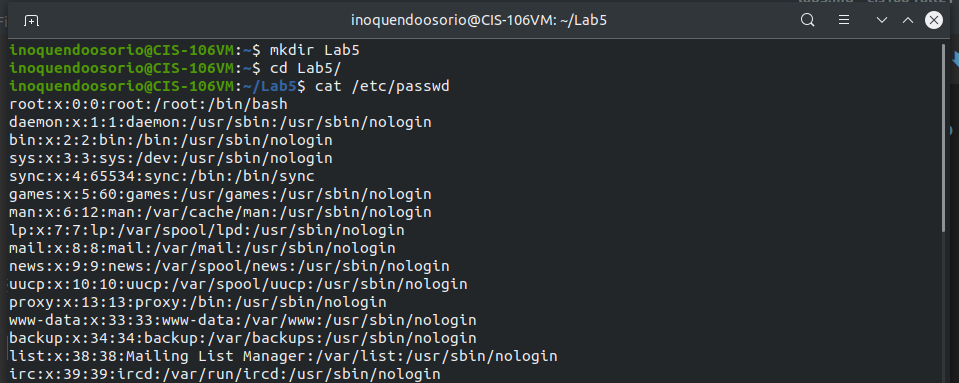 inoquendoosorio@CIS-106VM: ~/Lab5
inoquendoosorio@CIS-106VM:~$ mkdir Lab5
inoquendoosorio@CIS-106VM:~$ cd Lab5/
inoquendoosorio@CIS-106VM:~/Lab5$ cat /etc/passwd
root:x:0:0:root:/root:/bin/bash
daemon:x:1:1:daemon:/usr/sbin:/usr/sbin/nologin
bin:x:2:2:bin:/bin:/usr/sbin/nologin
sys:x:3:3:sys:/dev:/usr/sbin/nologin
sync:x:4:65534:sync:/bin:/bin/sync
games:x:5:60:games:/usr/games:/usr/sbin/nologin
man:x:6:12:man:/var/cache/man:/usr/sbin/nologin
lp:x:7:7:lp:/var/spool/lpd:/usr/sbin/nologin
mail:x:8:8:mail:/var/mail:/usr/sbin/nologin
news:x:9:9:news:/var/spool/news:/usr/sbin/nologin
uucp:x:10:10:uucp:/var/spool/uucp:/usr/sbin/nologin
proxy:x:13:13:proxy:/bin:/usr/sbin/nologin
www-data:x:33:33:www-data:/var/www:/usr/sbin/nologin
backup:x:34:34:backup:/var/backups:/usr/sbin/nologin
list:x:38:38:Mailing List Manager:/var/list:/usr/sbin/nologin
irc:x:39:39:ircd:/var/run/ircd:/usr/sbin/nologin